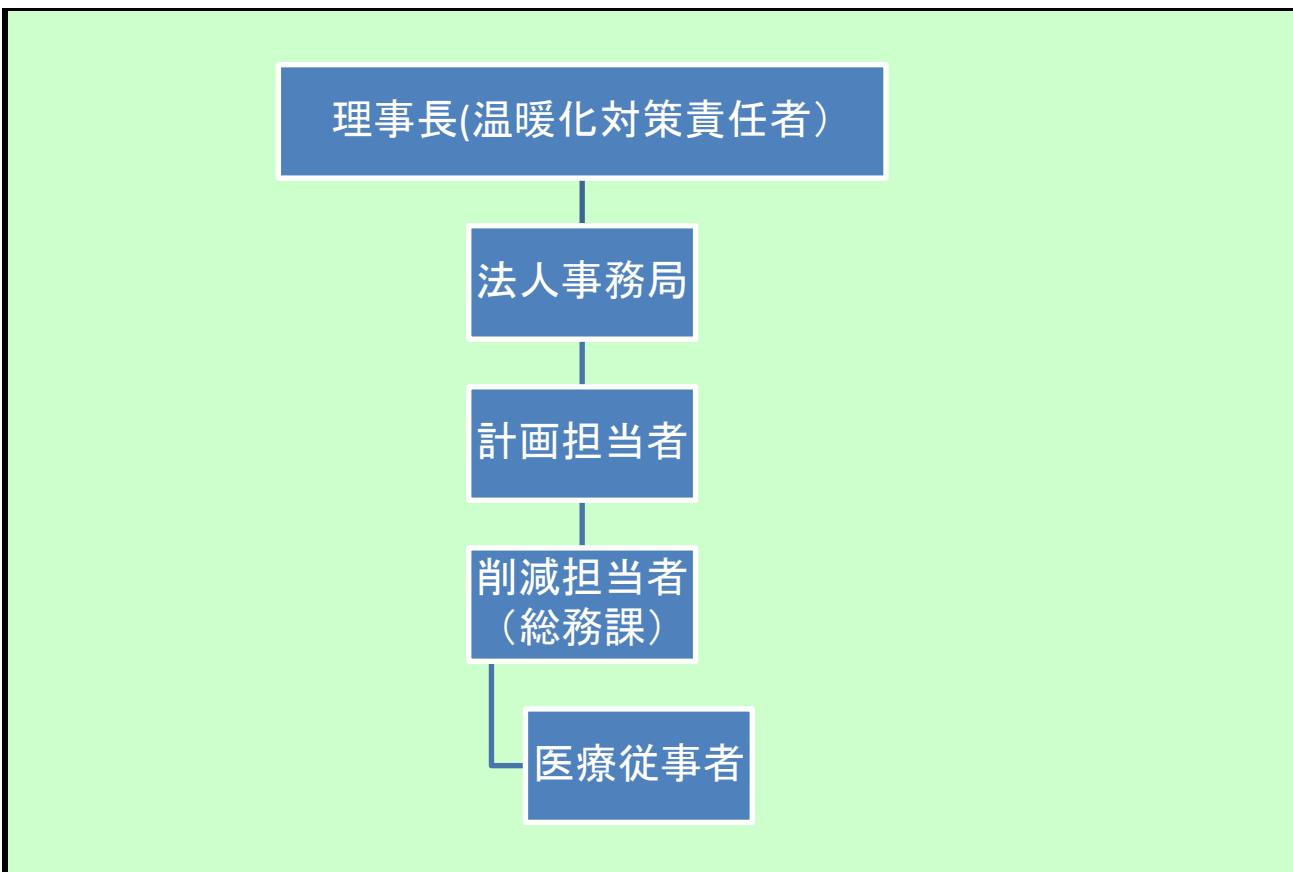 理事長(温暖化対策責任者）
法人事務局
計画担当者
削減担当者
（総務課）
医療従事者